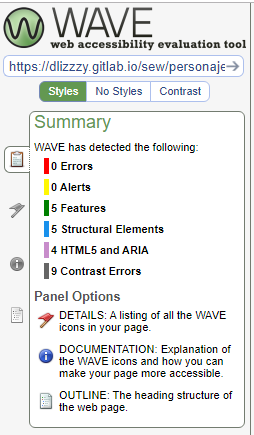 WAVE
web accessibility evaluation tool
https://dlizzzy.gitlab.io/sew/personaje
Styles No Styles Contrast
Summary
WAVE has detected the following:
0 Errors
0 Alerts
5 Features
5 Structural Elements
4 HTML5 and ARIA
9 Contrast Errors
Panel Options
DETAILS: A listing of all the WAVE
icons in your page.
DOCUMENTATION: Explanation
of the WAVE icons and how you can
make your page more accessible.
OUTLINE: The heading structure of
the web page.